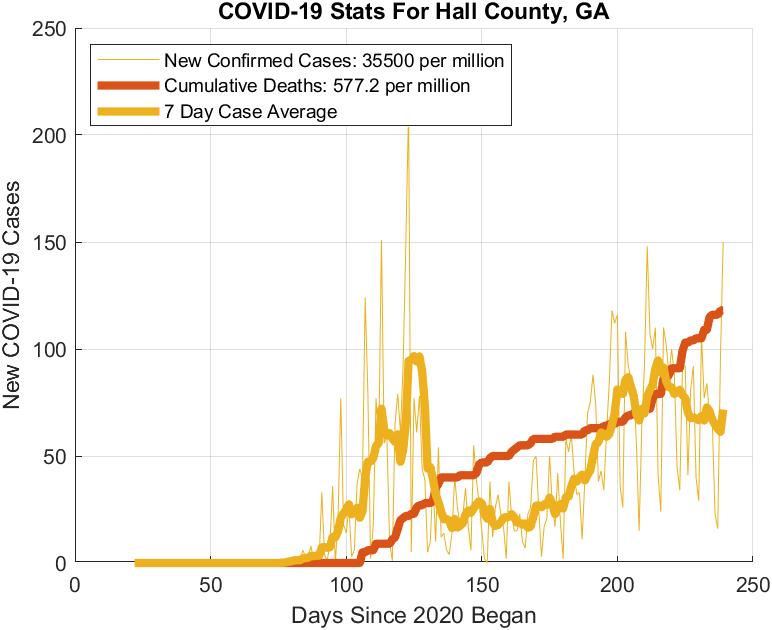 COVID-19 Stats For Hall County, GA
250
New Confirmed Cases: 35500 per million
Cumulative Deaths: 577.2 per million
7 Day Case Average
200
150
100
50
0
New COVID-19 Cases
0 50 100 150 200 250
Days Since 2020 Began